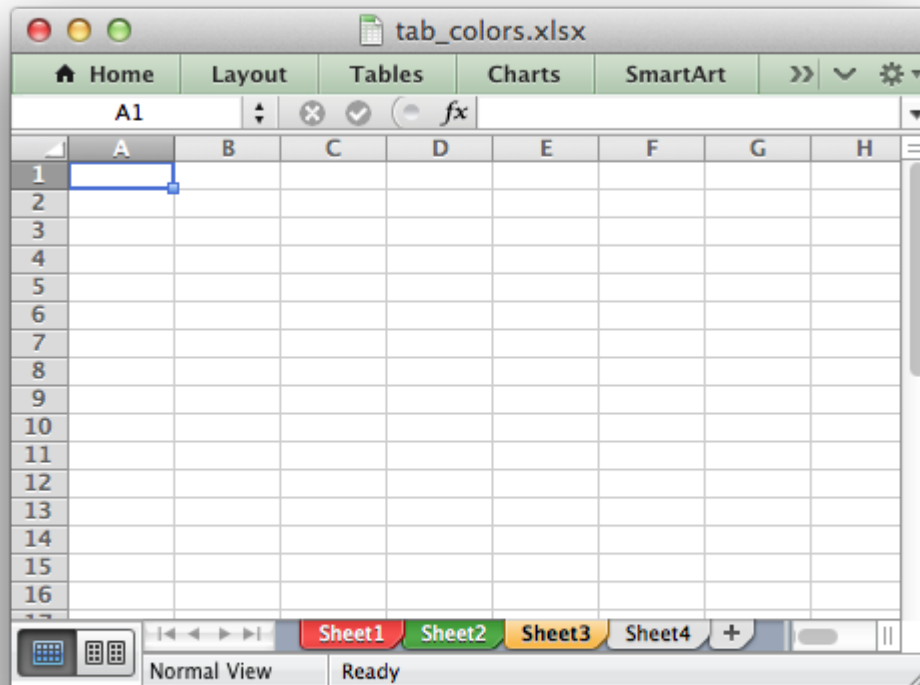 tab_colors.xlsx
Home Layout Tables Charts SmartArt
A1 fx
A B C D E F G H
1
2
3
4
5
6
7
8
9
10
11
12
13
14
15
16
Sheet1 Sheet2 Sheet3 Sheet4 +
Normal View Ready